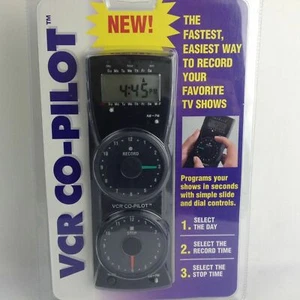 NEW!
VCR CO-PILOT™
THE
FASTEST,
EASIEST WAY
TO RECORD
YOUR
FAVORITE
TV SHOWS
4:45
RECORD
VCR CO-PILOT™
STOP
Programs your
shows in seconds
with simple slide
and dial controls.
1. SELECT
THE DAY
2. SELECT THE
RECORD TIME
3. SELECT THE
STOP TIME